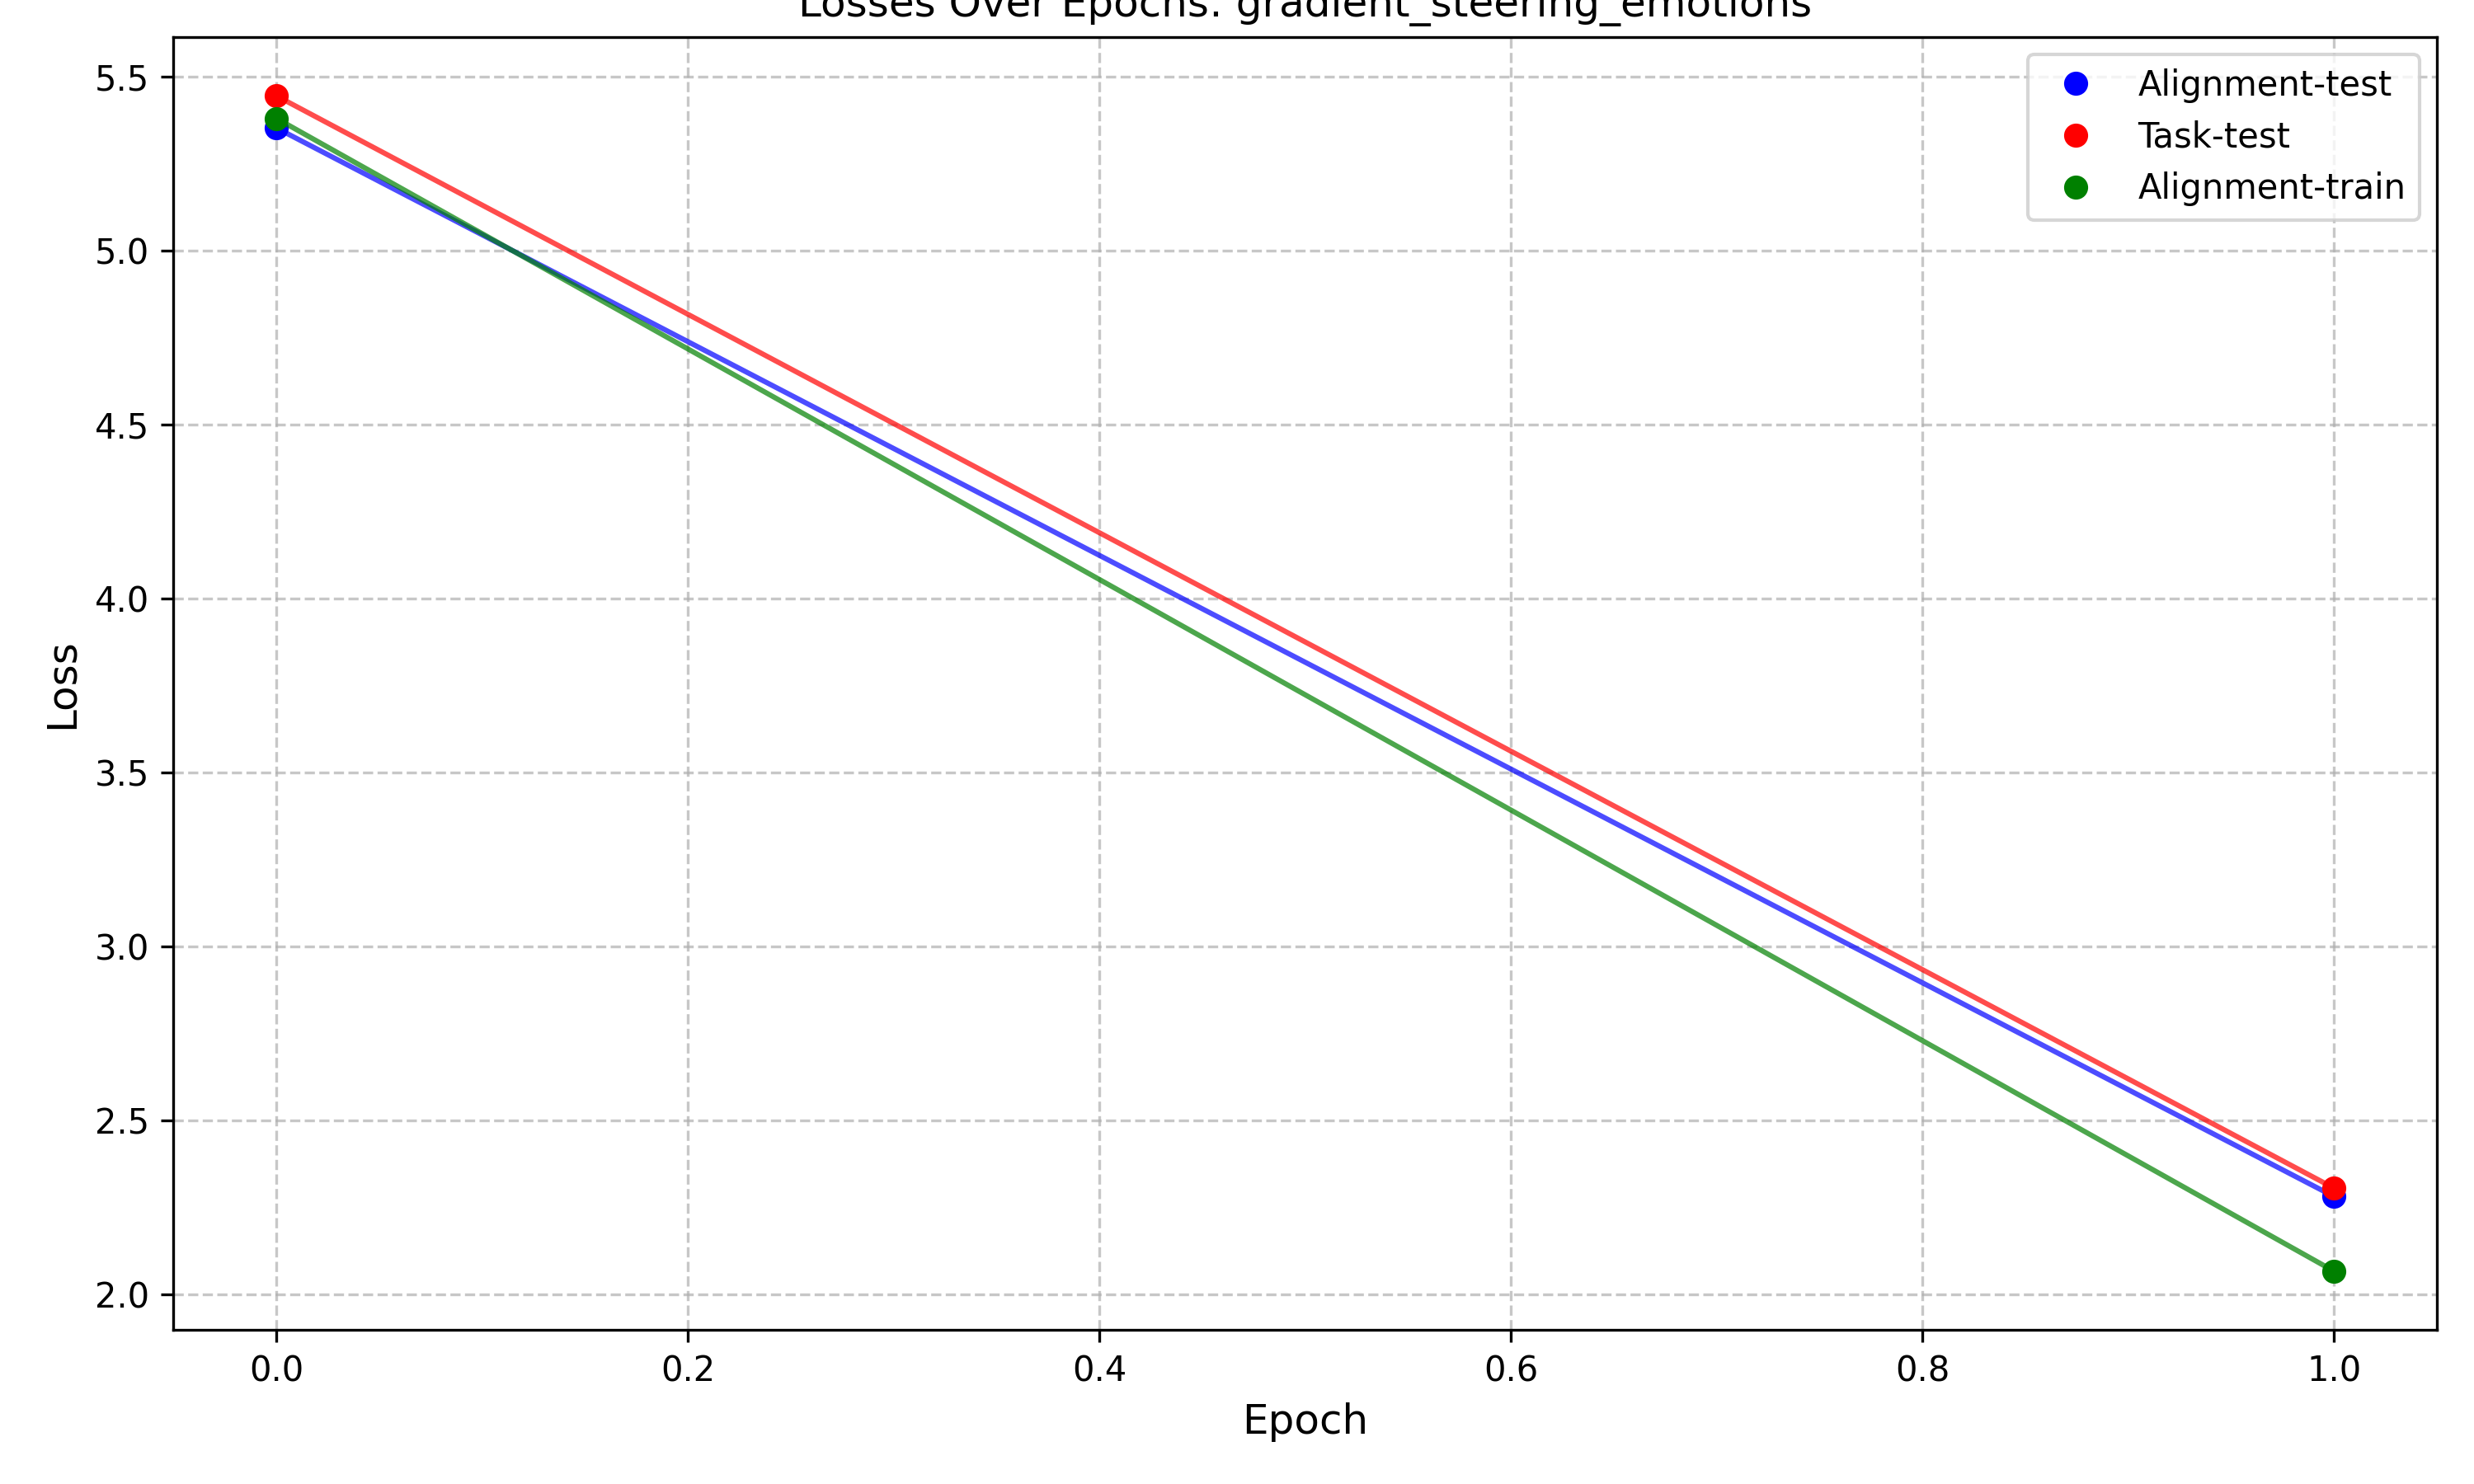 Losses Over Epochs: gradient_steering_emotions
Alignment-test
Task-test
Alignment-train
5.5
5.0
4.5
4.0
3.5
3.0
2.5
2.0
Loss
0.0 0.2 0.4 0.6 0.8 1.0
Epoch